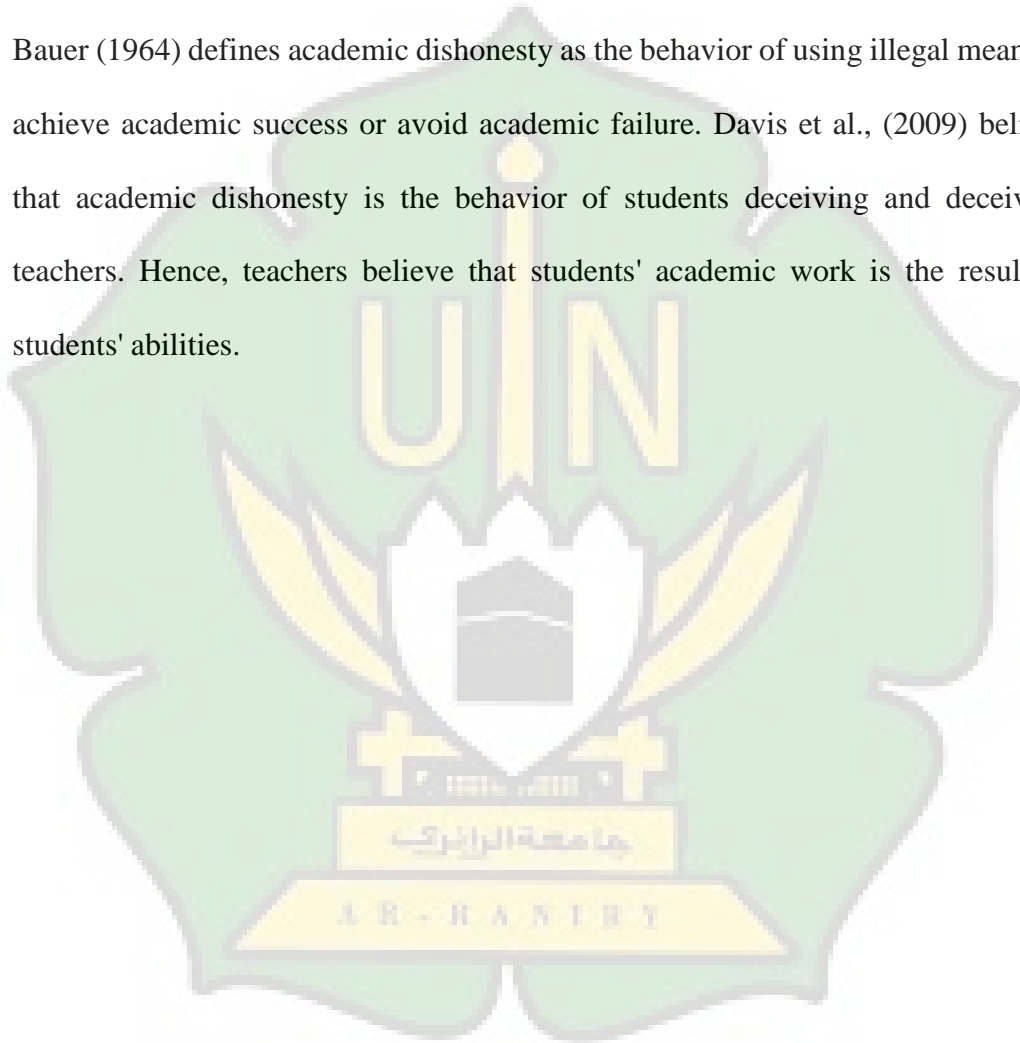 Bauer (1964) defines academic dishonesty as the behavior of using illegal mean
achieve academic success or avoid academic failure. Davis et al., (2009) beli
that academic dishonesty is the behavior of students deceiving and deceiv
teachers. Hence, teachers believe that students' academic work is the resul
students' abilities.
U I N
جامعة الرانري
A R - R A N I R Y